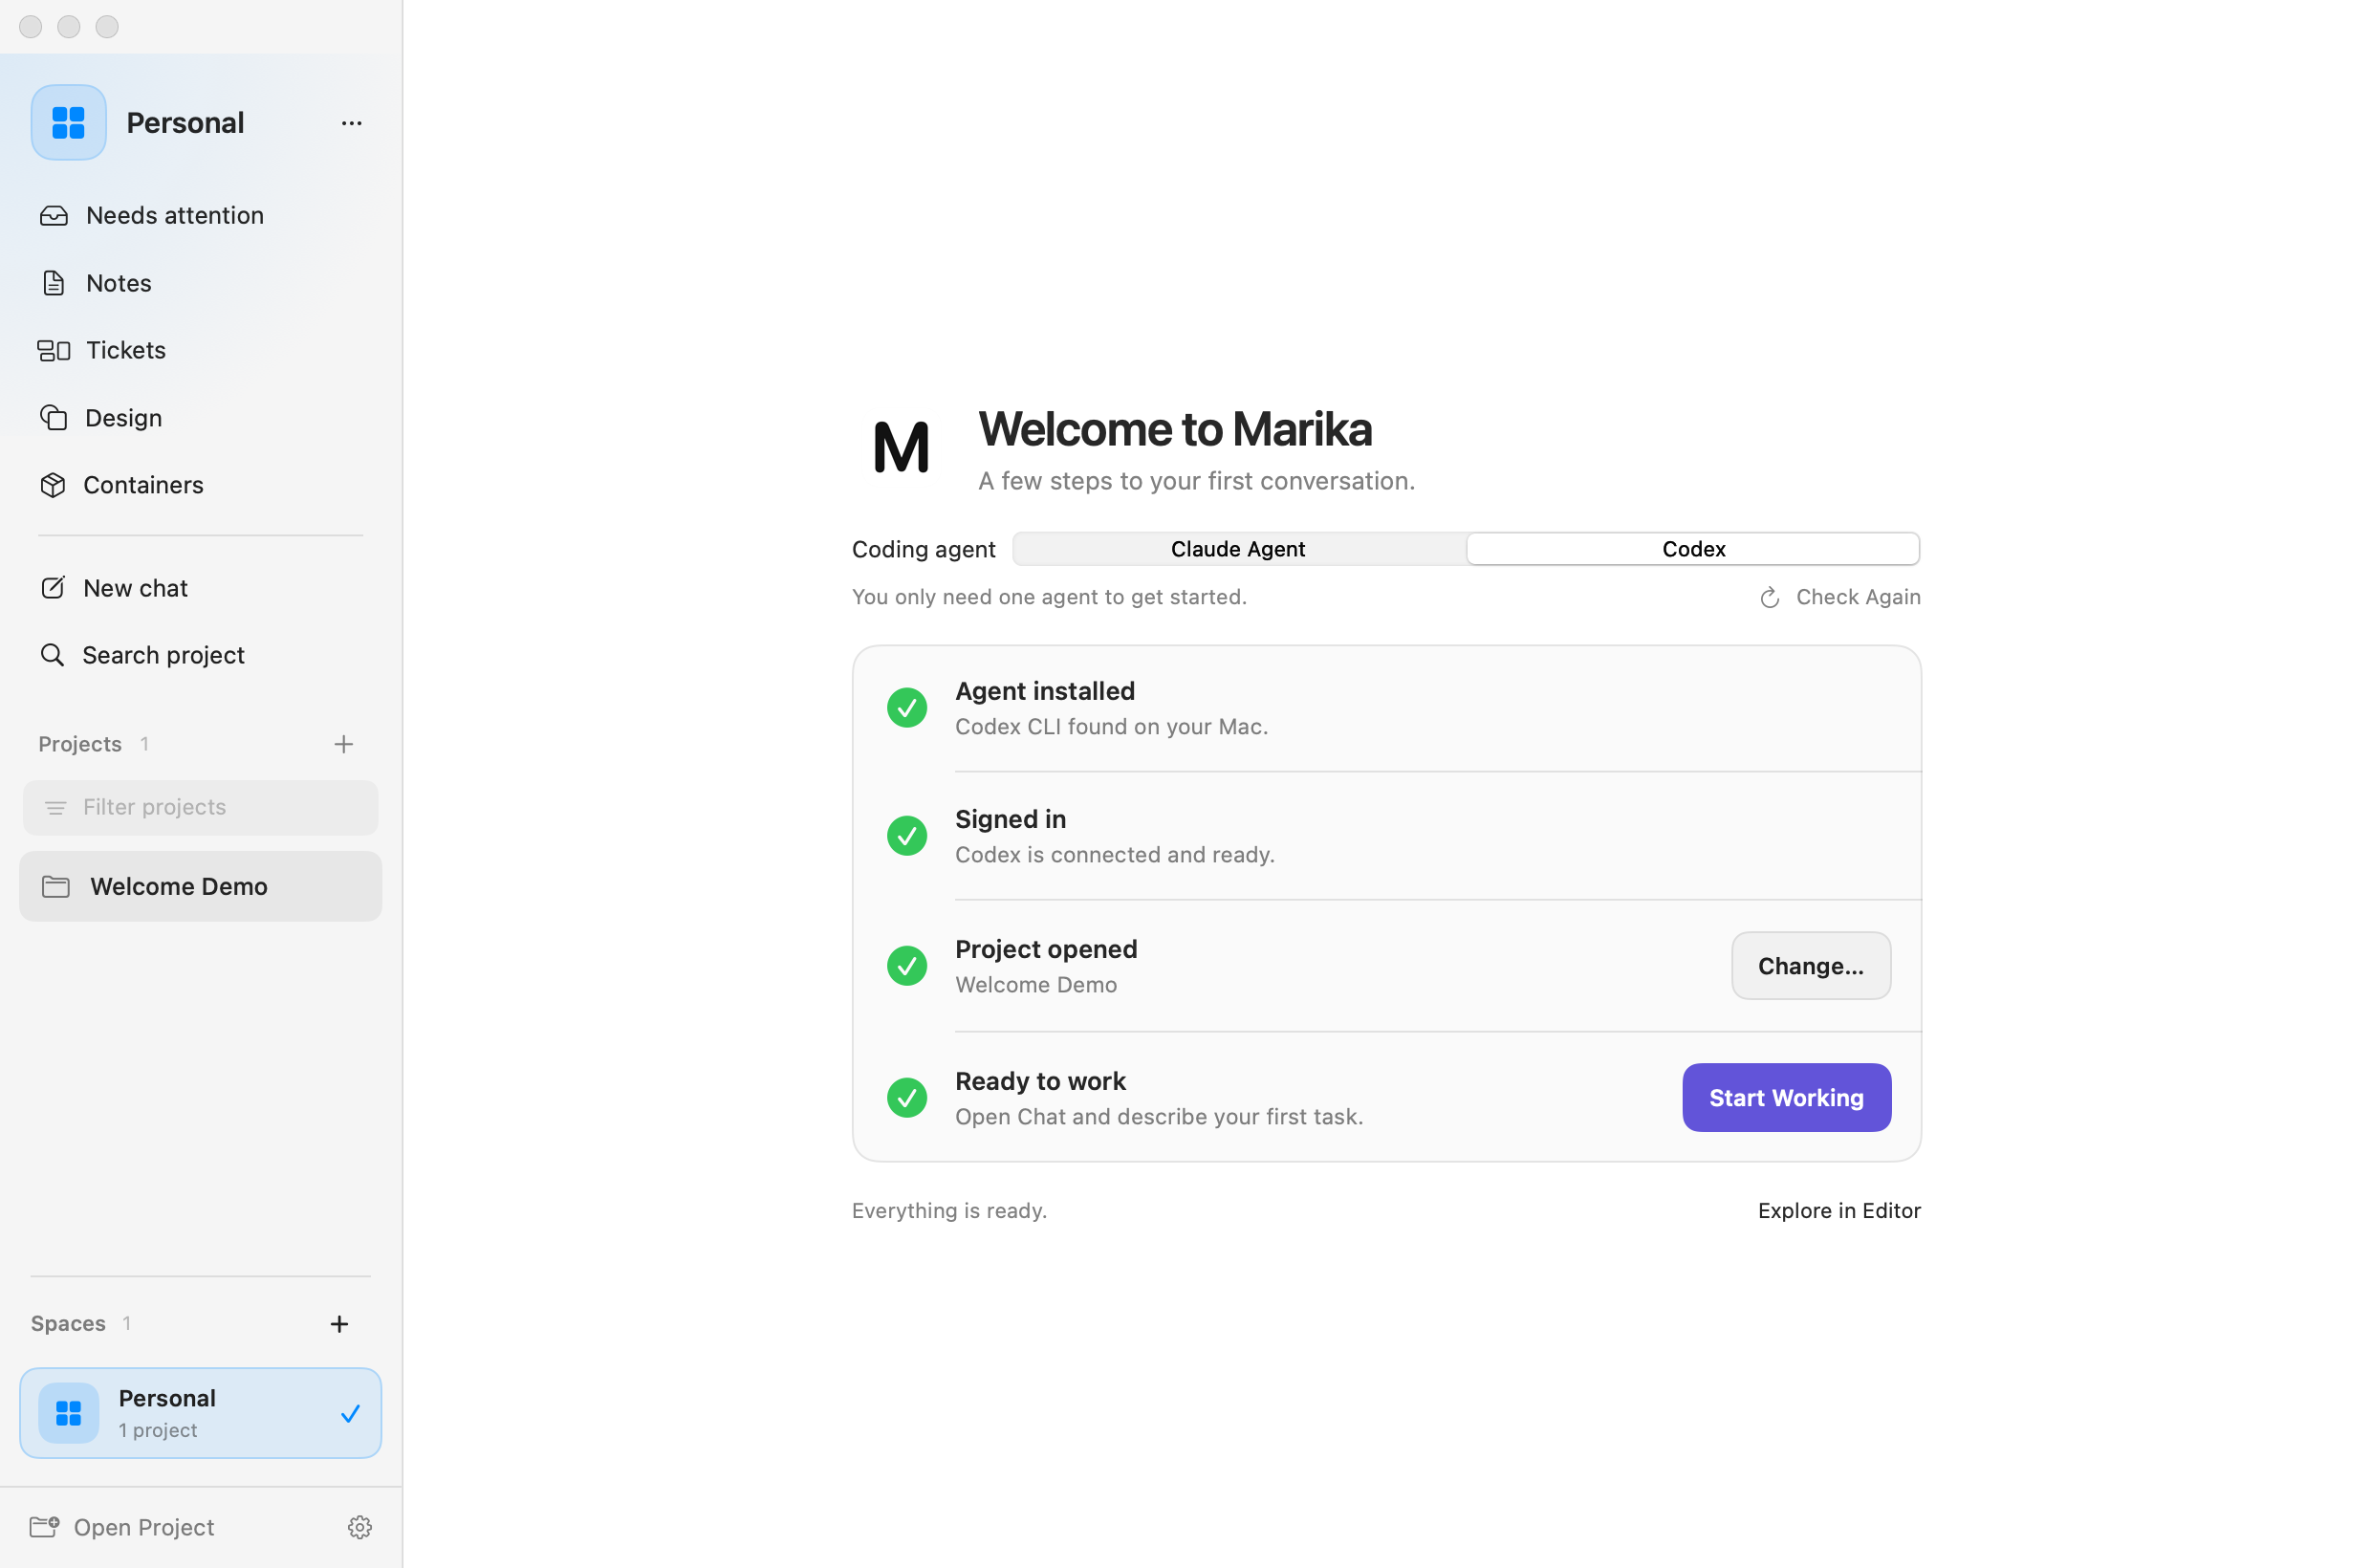 Personal
Needs attention
Notes
Tickets
Design
Containers
New chat
Search project
Projects 1
Filter projects
Welcome Demo
Spaces 1
Personal
1 project
Open Project
M
Welcome to Marika
A few steps to your first conversation.
Coding agent Claude Agent Codex
You only need one agent to get started. Check Again
Agent installed
Codex CLI found on your Mac.
Signed in
Codex is connected and ready.
Project opened
Welcome Demo
Change...
Ready to work
Open Chat and describe your first task.
Start Working
Everything is ready. Explore in Editor